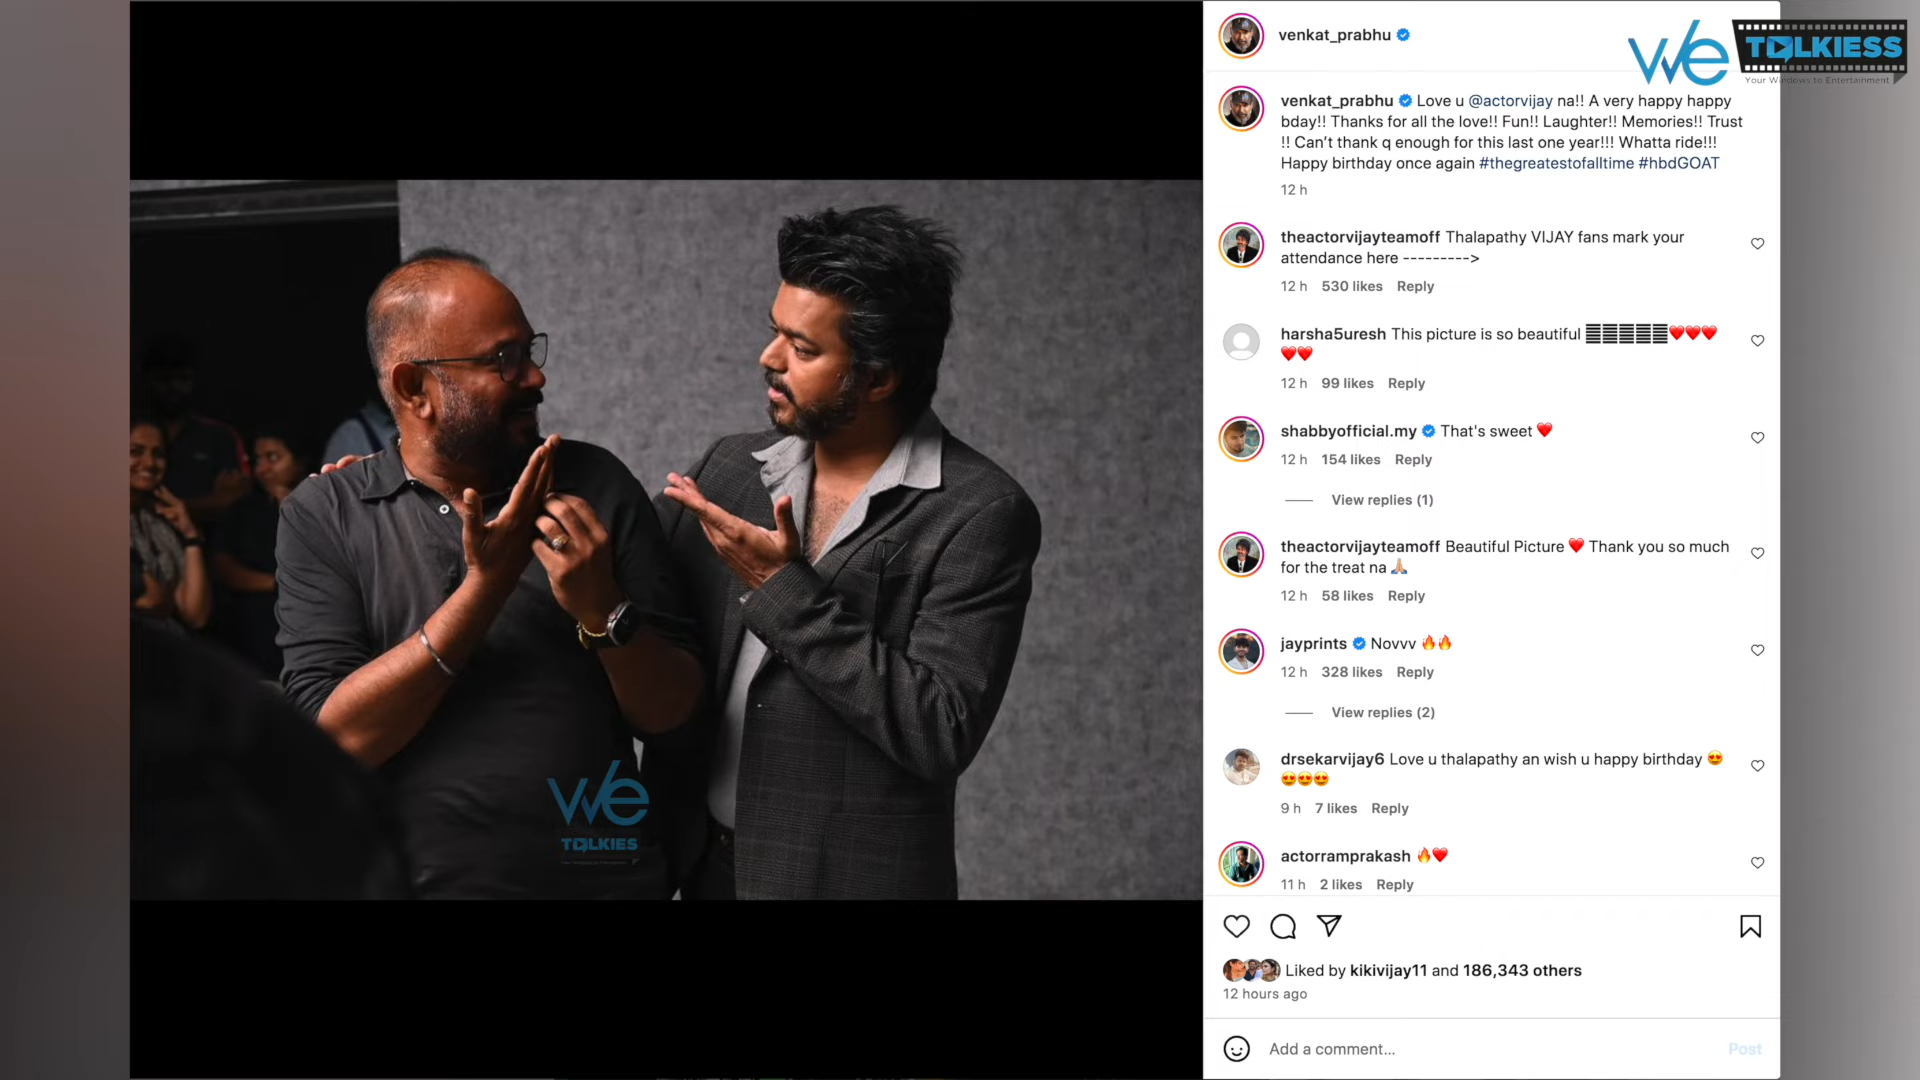 venkat_prabhu
We TOLKIESS
Your Windows to Entertainment
venkat_prabhu Love u @actorvijay na!! A very happy happy
bday!! Thanks for all the love!! Fun!! Laughter!! Memories!! Trust
!! Can’t thank q enough for this last one year!!! Whatta ride!!!
Happy birthday once again #thegreatestofalltime #hbdGOAT
12 h
theactorvijayteamoff Thalapathy VIJAY fans mark your
attendance here --------->
12 h 530 likes Reply
harsha5uresh This picture is so beautiful ❤️❤️❤️
❤️❤️
12 h 99 likes Reply
shabbyofficial.my That's sweet ❤️
12 h 154 likes Reply
View replies (1)
theactorvijayteamoff Beautiful Picture ❤️ Thank you so much
for the treat na 🙏🏼
12 h 58 likes Reply
jayprints Novvv 🔥🔥
12 h 328 likes Reply
View replies (2)
drsekarvijay6 Love u thalapathy an wish u happy birthday 😍
😍😍😍
9 h 7 likes Reply
actorramprakash 🔥❤️
11 h 2 likes Reply
Liked by kikivijay11 and 186,343 others
12 hours ago
Add a comment...
Post
We
TOLKIES